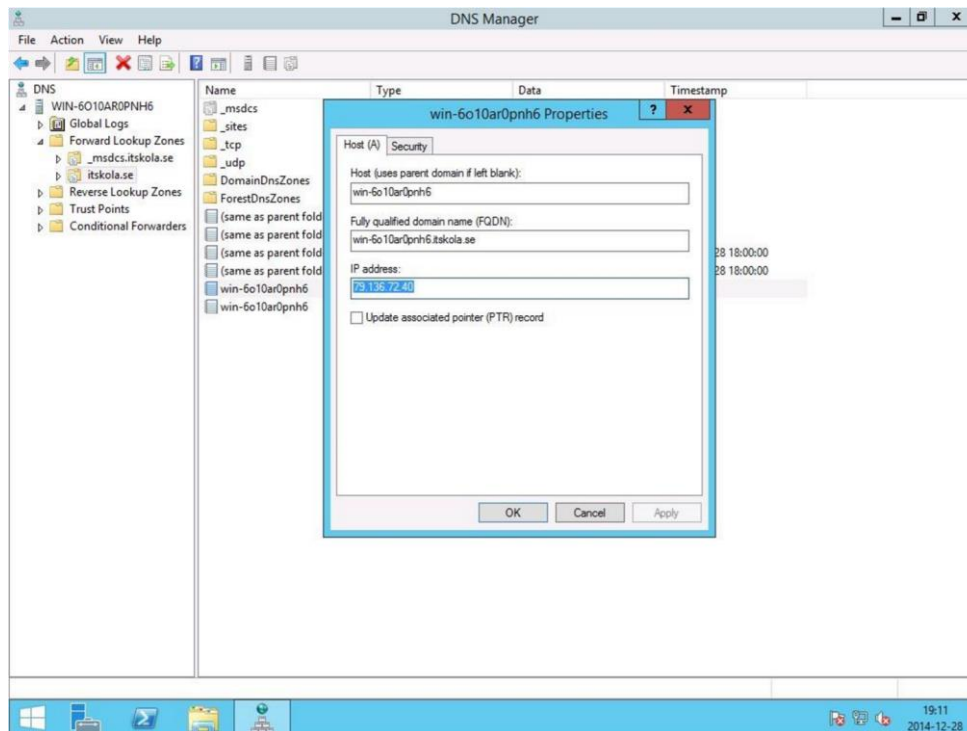 DNS Manager
File Action View Help
DNS
WIN-6O10AR0PNH6
Global Logs
Forward Lookup Zones
_msdcs.itskola.se
itskola.se
Reverse Lookup Zones
Trust Points
Conditional Forwarders
Name Type Data Timestamp
_msdcs
_sites
_tcp
_udp
DomainDnsZones
ForestDnsZones
(same as parent fold
(same as parent fold
(same as parent fold 28 18:00:00
(same as parent fold 28 18:00:00
win-6o10ar0pnh6
win-6o10ar0pnh6
win-6o10ar0pnh6 Properties ? x
Host (A) Security
Host (uses parent domain if left blank):
win-6o10ar0pnh6
Fully qualified domain name (FQDN):
win-6o10ar0pnh6.itskola.se
IP address:
79.136.72.40
Update associated pointer (PTR) record
OK Cancel Apply
19:11
2014-12-28